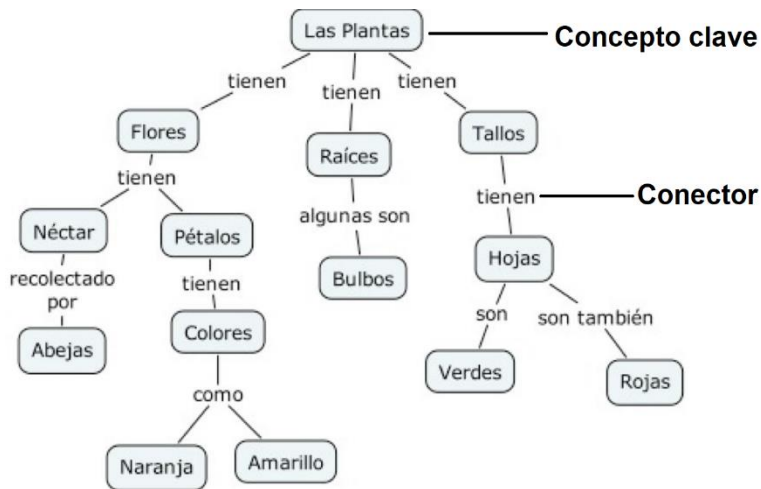 Las Plantas
Concepto clave
tienen
tienen
tienen
Flores
Raíces
Tallos
tienen
algunas son
tienen
Conector
Néctar
Pétalos
Bulbos
Hojas
recolectado
por
tienen
son
son también
Abejas
Colores
Verdes
Rojas
como
Naranja
Amarillo